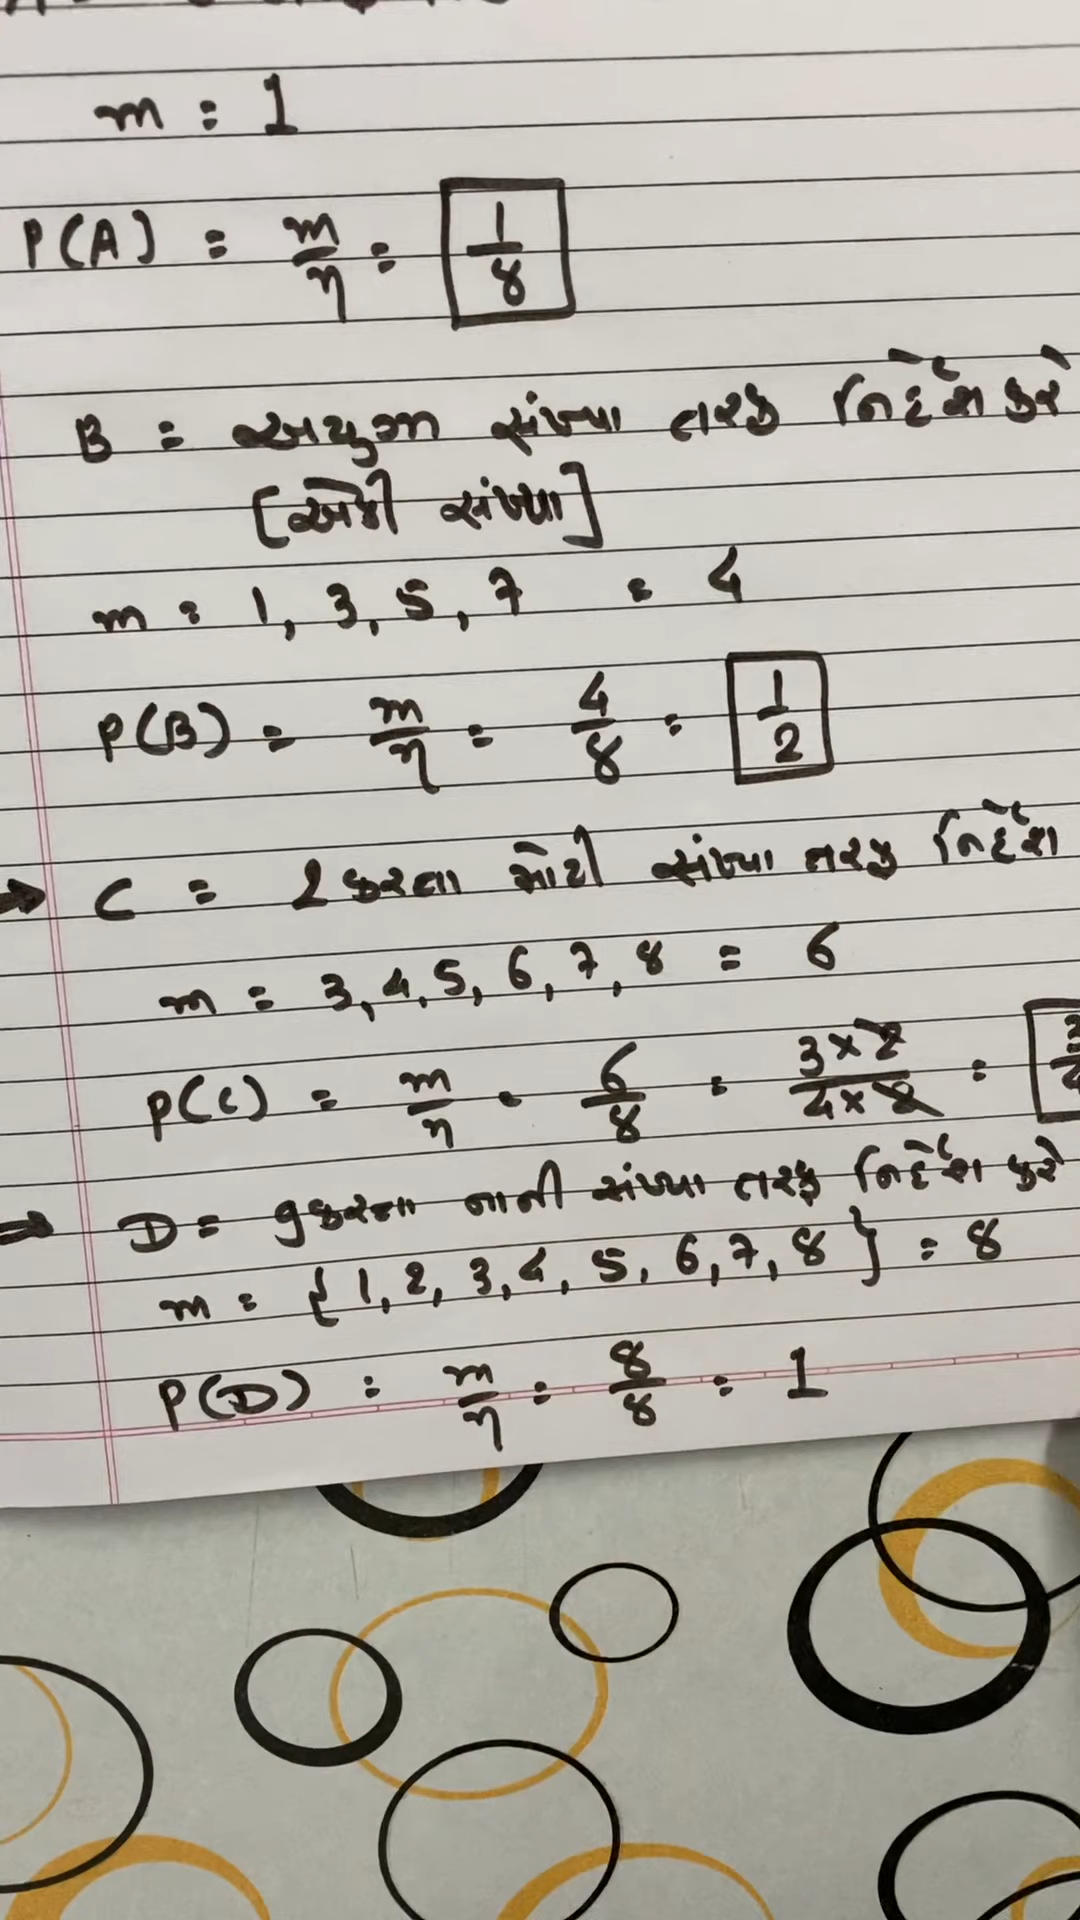 m = 1
P(A) = m/n = 1/8
B = અયુગ્મ સંખ્યા તરફ નિર્દેશ કરે
[એકી સંખ્યા]
m = 1, 3, 5, 7 = 4
P(B) = m/n = 4/8 = 1/2
→ C = 2 કરતા મોટી સંખ્યા તરફ નિર્દેશ
m = 3, 4, 5, 6, 7, 8 = 6
P(C) = m/n = 6/8 = 3×2/4×2 =
→ D = 9 કરતા નાની સંખ્યા તરફ નિર્દેશ કરે
m = {1, 2, 3, 4, 5, 6, 7, 8} = 8
P(D) = m/n = 8/8 = 1